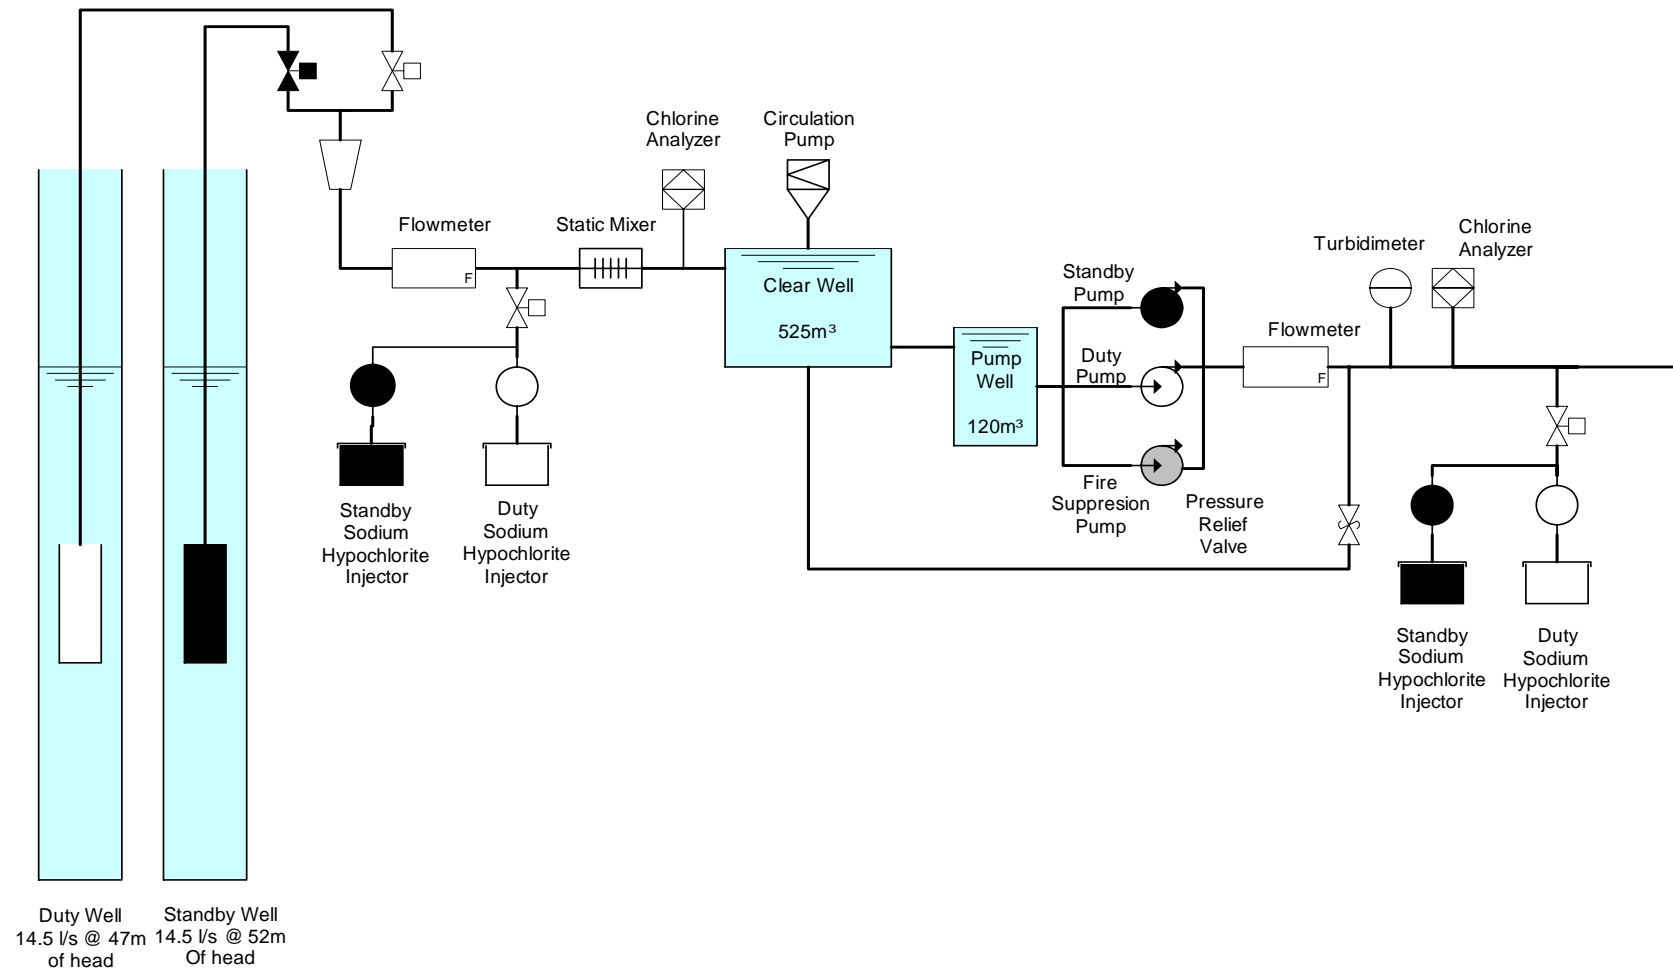 Chlorine
Analyzer
Circulation
Pump
Flowmeter
F
Static Mixer
Clear Well
525m³
Standby
Sodium
Hypochlorite
Injector
Duty
Sodium
Hypochlorite
Injector
Pump
Well
120m³
Standby
Pump
Duty
Pump
Fire
Suppresion
Pump
Pressure
Relief
Valve
Flowmeter
F
Turbidimeter
Chlorine
Analyzer
Standby
Sodium
Hypochlorite
Injector
Duty
Sodium
Hypochlorite
Injector
Duty Well
14.5 l/s @ 47m
of head
Standby Well
14.5 l/s @ 52m
Of head